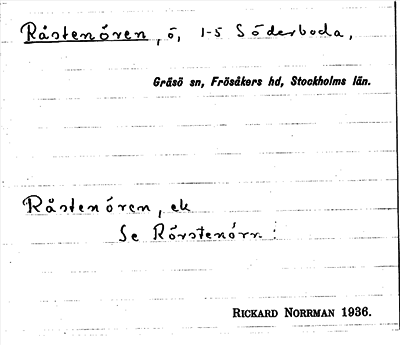 Råstenören, ö, 1-5 Söderboda,
Gräsö sn, Frösåkers hd, Stockholms län.
Råstenören, ek
Se Rörstenörn :
RICKARD NORRMAN 1936.